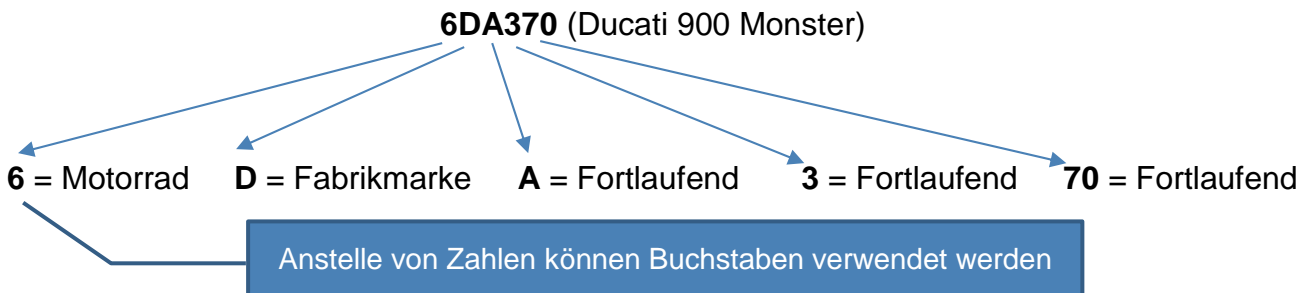 6DA370 (Ducati 900 Monster)
6 = Motorrad D = Fabrikmarke A = Fortlaufend 3 = Fortlaufend 70 = Fortlaufend
Anstelle von Zahlen können Buchstaben verwendet werden